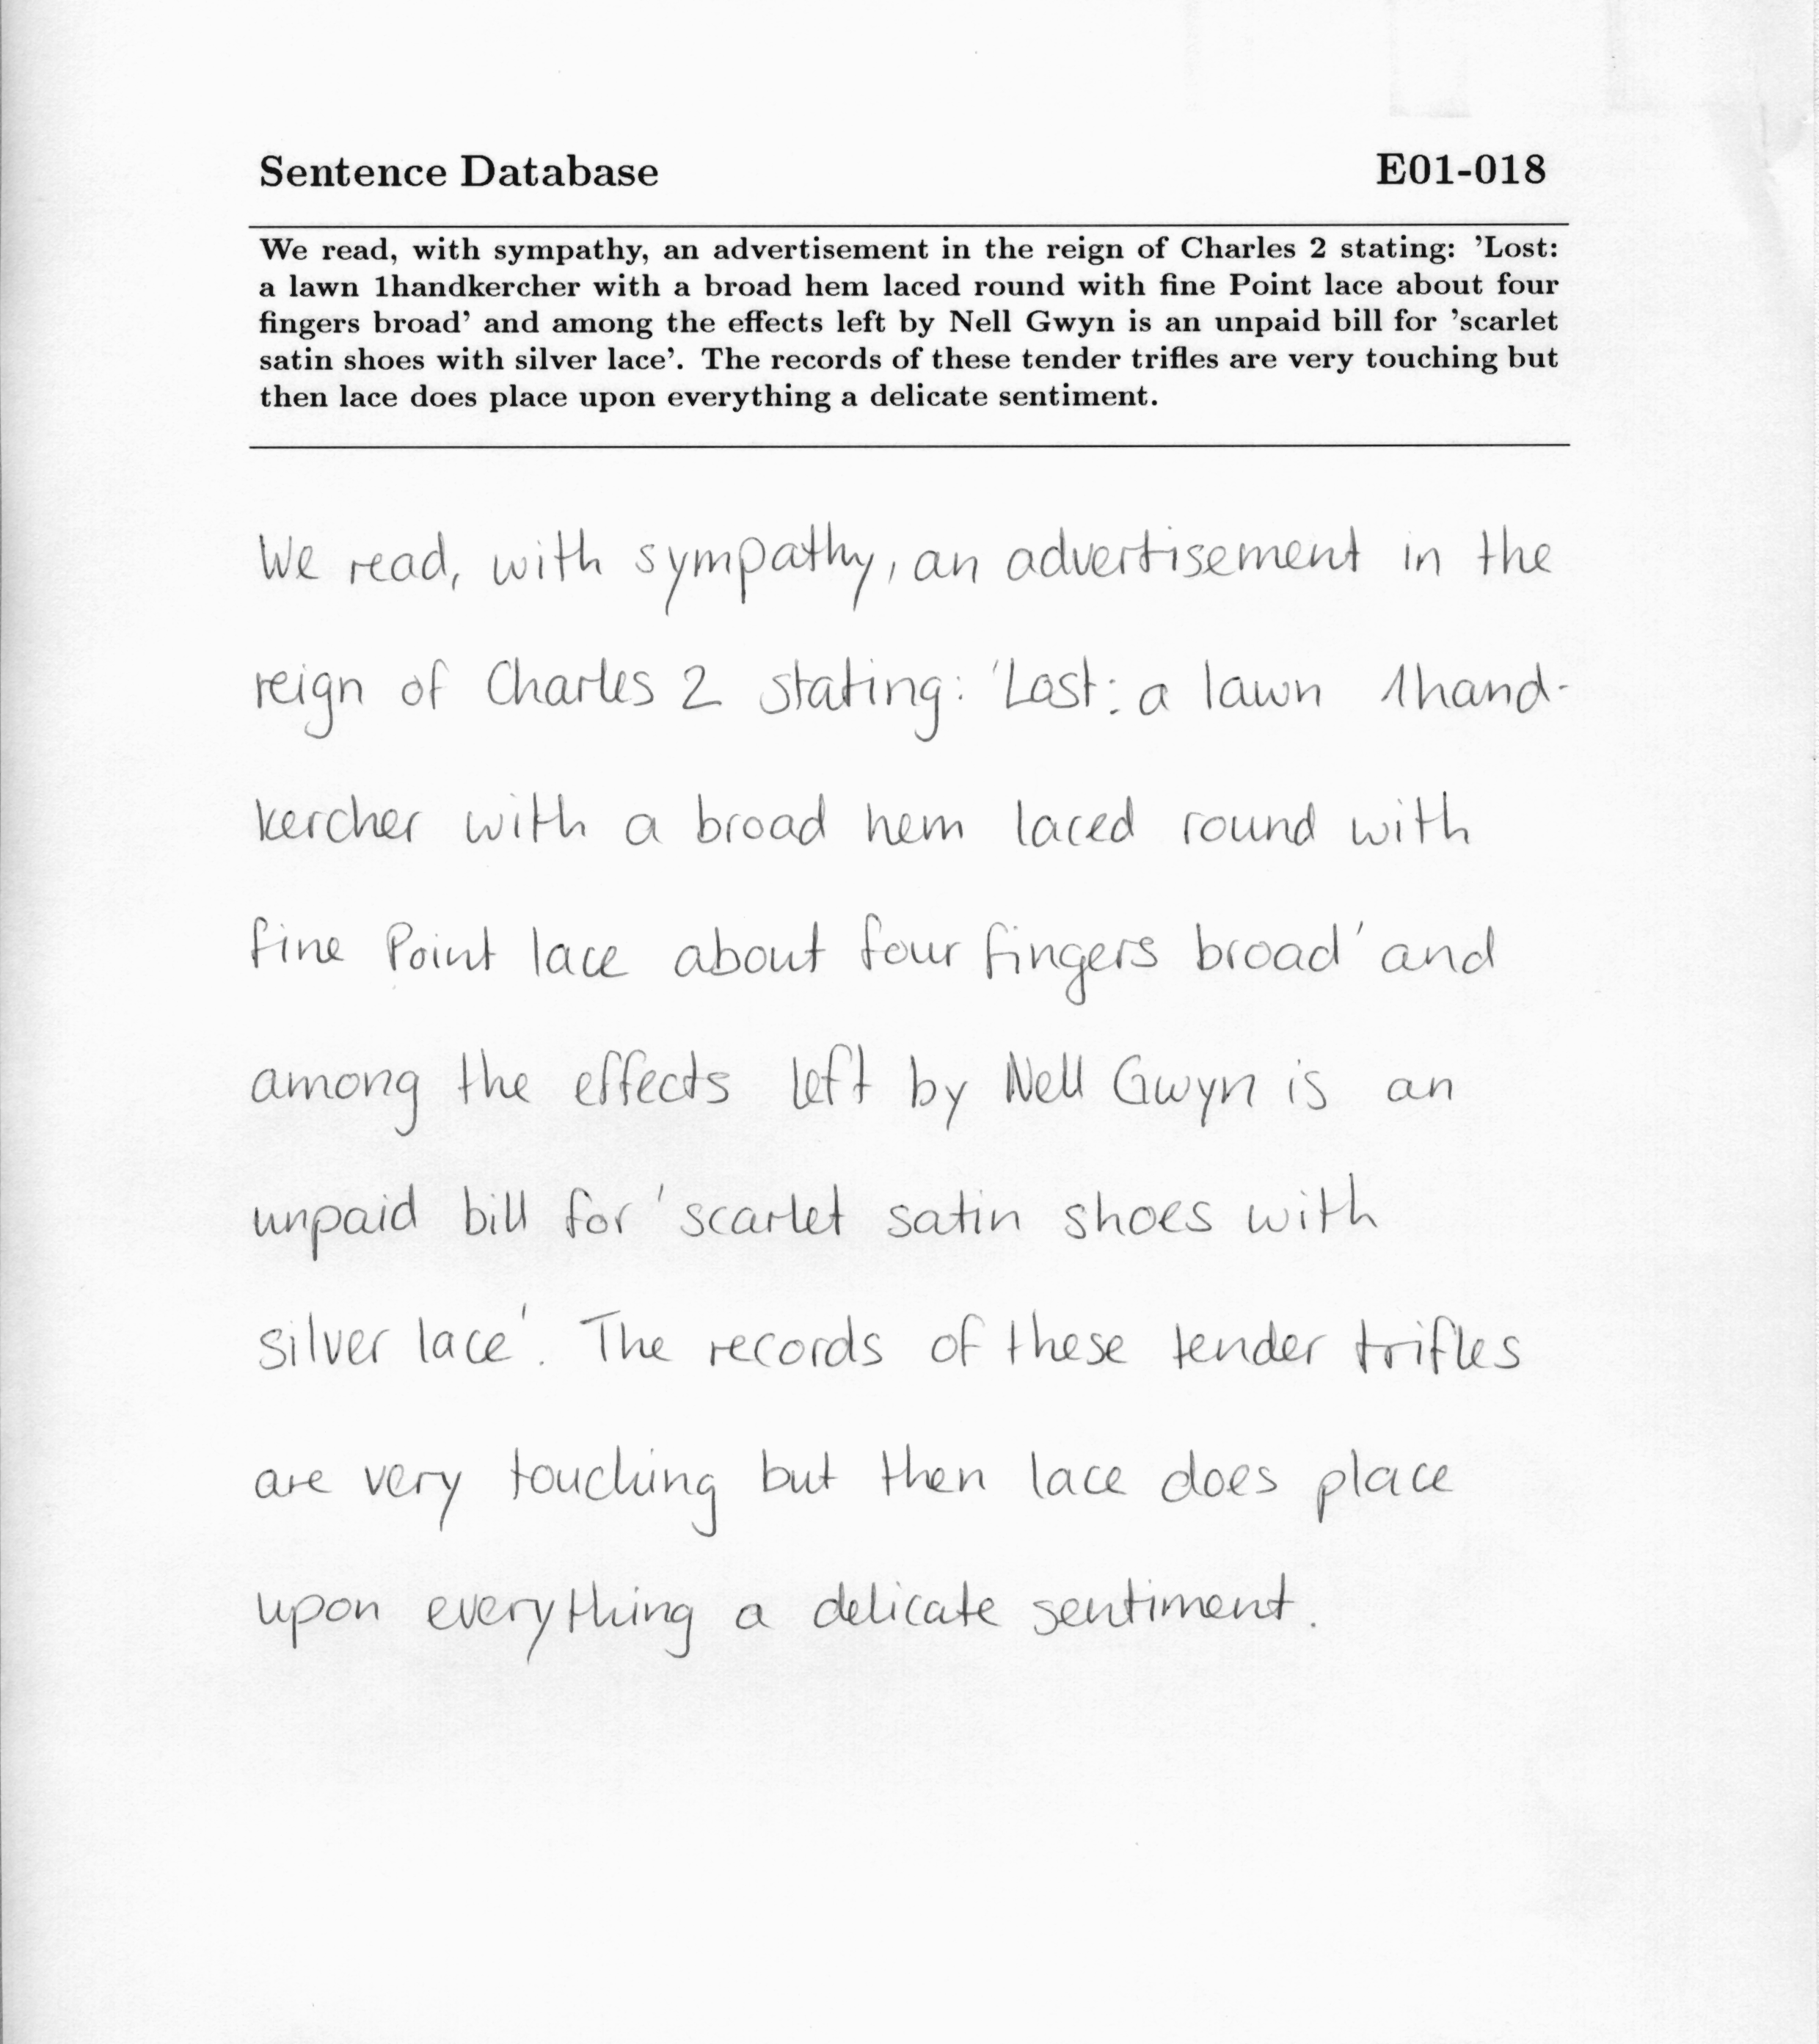 Sentence Database E01-018
We read, with sympathy, an advertisement in the reign of Charles 2 stating: 'Lost:
a lawn 1handkercher with a broad hem laced round with fine Point lace about four
fingers broad' and among the effects left by Nell Gwyn is an unpaid bill for 'scarlet
satin shoes with silver lace'. The records of these tender trifles are very touching but
then lace does place upon everything a delicate sentiment.
We read, with sympathy, an advertisement in the
reign of Charles 2 stating: 'Lost: a lawn 1hand-
kercher with a broad hem laced round with
fine Point lace about four fingers broad' and
among the effects left by Nell Gwyn is an
unpaid bill for 'scarlet satin shoes with
silver lace'. The records of these tender trifles
are very touching but then lace does place
upon everything a delicate sentiment.